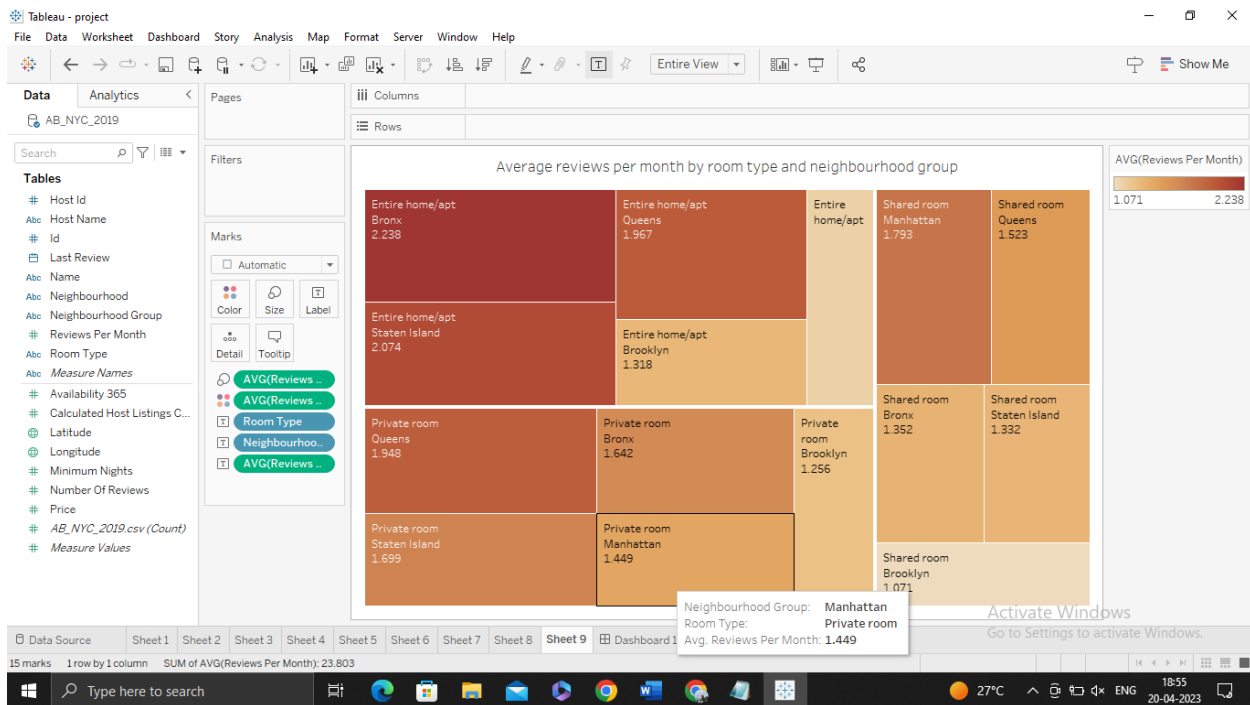 Tableau - project
File Data Worksheet Dashboard Story Analysis Map Format Server Window Help
Entire View
Show Me
Data Analytics
Pages
Columns
AB_NYC_2019
Rows
Search
Filters
Tables
# Host Id
Abc Host Name
# Id
Last Review
Abc Name
Abc Neighbourhood
Abc Neighbourhood Group
# Reviews Per Month
Abc Room Type
Abc Measure Names
# Availability 365
# Calculated Host Listings C...
Latitude
Longitude
# Minimum Nights
# Number Of Reviews
# Price
# AB_NYC_2019.csv (Count)
# Measure Values
Marks
Automatic
Color Size Label
Detail Tooltip
AVG(Reviews ..
AVG(Reviews ..
Room Type
Neighbourhoo..
AVG(Reviews ..
Average reviews per month by room type and neighbourhood group
Entire home/apt
Bronx
2.238
Entire home/apt
Staten Island
2.074
Entire home/apt
Queens
1.967
Entire home/apt
Brooklyn
1.318
Entire
home/apt
Private room
Queens
1.948
Private room
Staten Island
1.699
Private room
Bronx
1.642
Private room
Manhattan
1.449
Private
room
Brooklyn
1.256
Shared room
Manhattan
1.793
Shared room
Queens
1.523
Shared room
Bronx
1.352
Shared room
Staten Island
1.332
Shared room
Brooklyn
1.071
AVG(Reviews Per Month)
1.071 2.238
Neighbourhood Group: Manhattan
Room Type: Private room
Avg. Reviews Per Month: 1.449
Activate Windows
Go to Settings to activate Windows.
Data Source Sheet 1 Sheet 2 Sheet 3 Sheet 4 Sheet 5 Sheet 6 Sheet 7 Sheet 8 Sheet 9 Dashboard 1
15 marks 1 row by 1 column SUM of AVG(Reviews Per Month): 23.803
Type here to search
27°C
ENG
18:55
20-04-2023